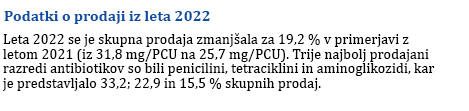 Podatki o prodaji iz leta 2022
Leta 2022 se je skupna prodaja zmanjšala za 19,2 % v primerjavi z
letom 2021 (iz 31,8 mg/PCU na 25,7 mg/PCU). Trije najbolj prodajani
razredi antibiotikov so bili penicilini, tetraciklini in aminoglikozidi, kar
je predstavljalo 33,2; 22,9 in 15,5 % skupnih prodaj.